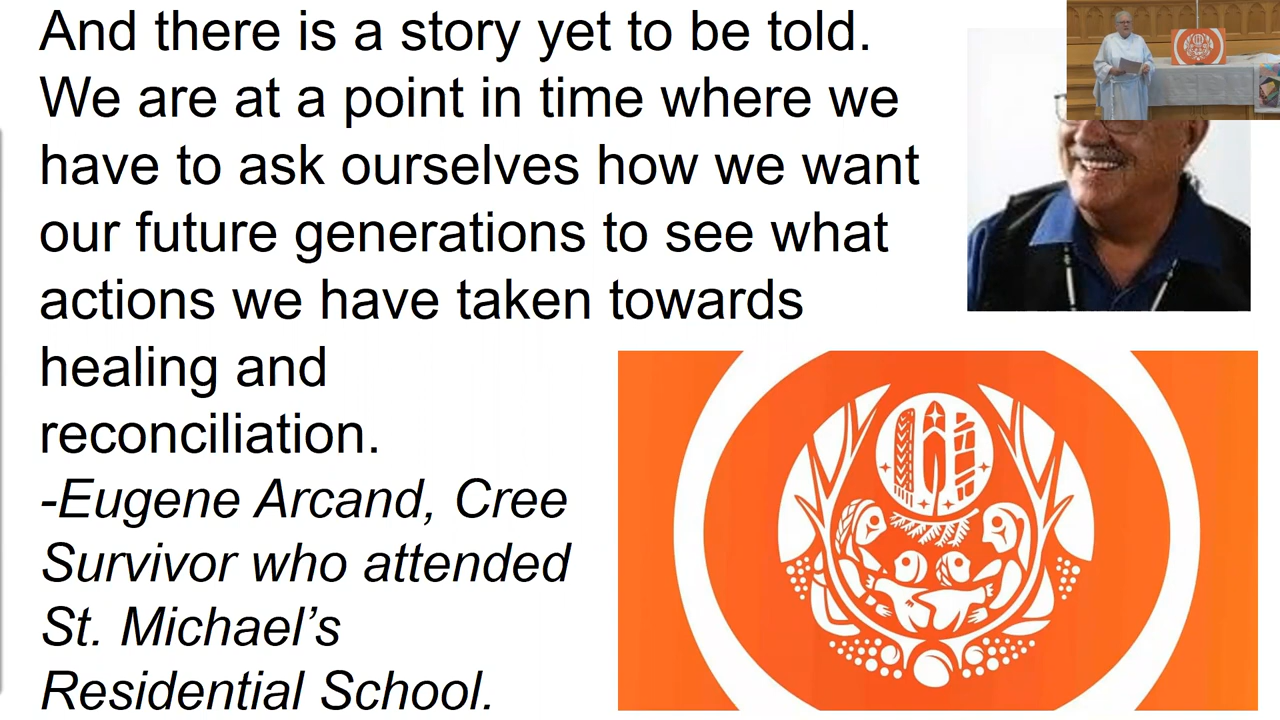 And there is a story yet to be told.
We are at a point in time where we
have to ask ourselves how we want
our future generations to see what
actions we have taken towards
healing and
reconciliation.
-Eugene Arcand, Cree
Survivor who attended
St. Michael’s
Residential School.